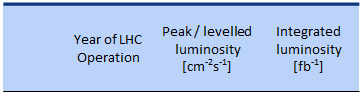 Year of LHC Operation
Peak / levelled luminosity [cm⁻²s⁻¹]
Integrated luminosity [fb⁻¹]